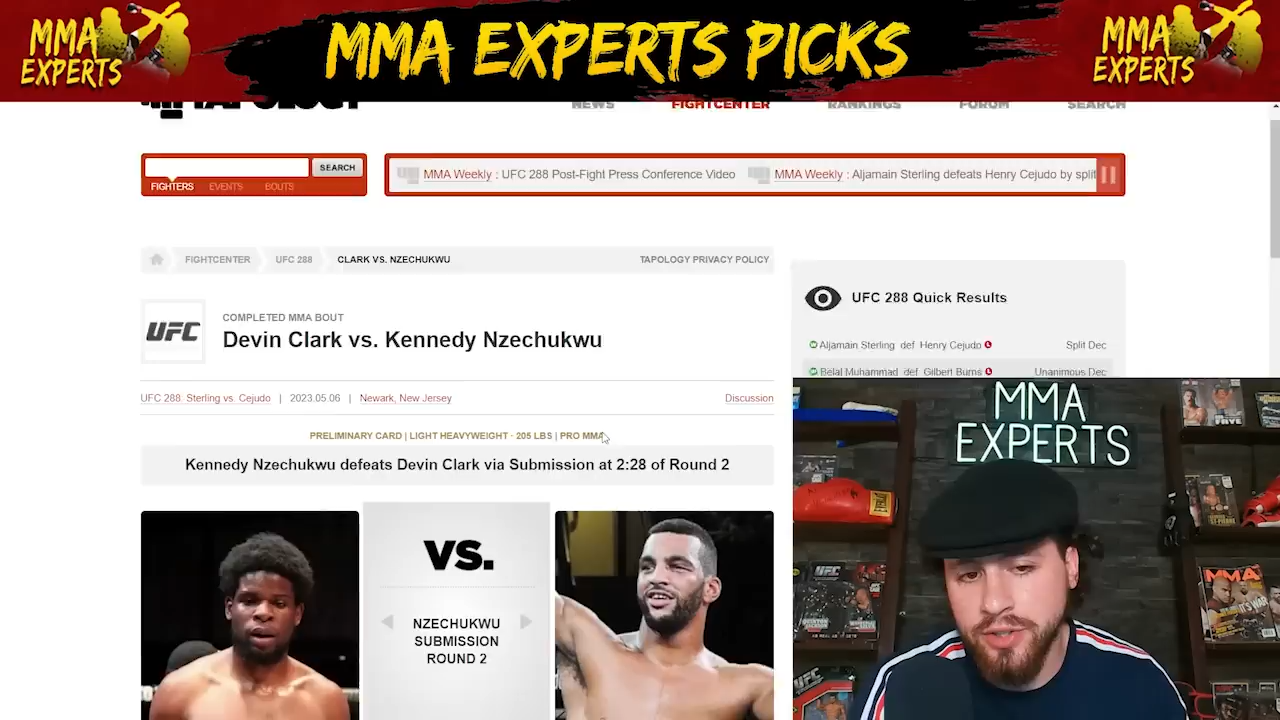 MMA
EXPERTS
MMA EXPERTS PICKS
MMA
EXPERTS
NEWS
FIGHTCENTER
RANKINGS
FORUM
SEARCH
SEARCH
FIGHTERS
EVENTS
BOUTS
MMA Weekly : UFC 288 Post-Fight Press Conference Video
MMA Weekly : Aljamain Sterling defeats Henry Cejudo by split
FIGHTCENTER
UFC 288
CLARK VS. NZECHUKWU
TAPOLOGY PRIVACY POLICY
UFC
COMPLETED MMA BOUT
Devin Clark vs. Kennedy Nzechukwu
UFC 288: Sterling vs. Cejudo | 2023.05.06 | Newark, New Jersey
Discussion
PRELIMINARY CARD | LIGHT HEAVYWEIGHT · 205 LBS | PRO MMA
Kennedy Nzechukwu defeats Devin Clark via Submission at 2:28 of Round 2
VS.
NZECHUKWU
SUBMISSION
ROUND 2
UFC 288 Quick Results
W Aljamain Sterling def Henry Cejudo L Split Dec
W Belal Muhammad def Gilbert Burns L Unanimous Dec
MMA
EXPERTS
UFC
UFC
MMA